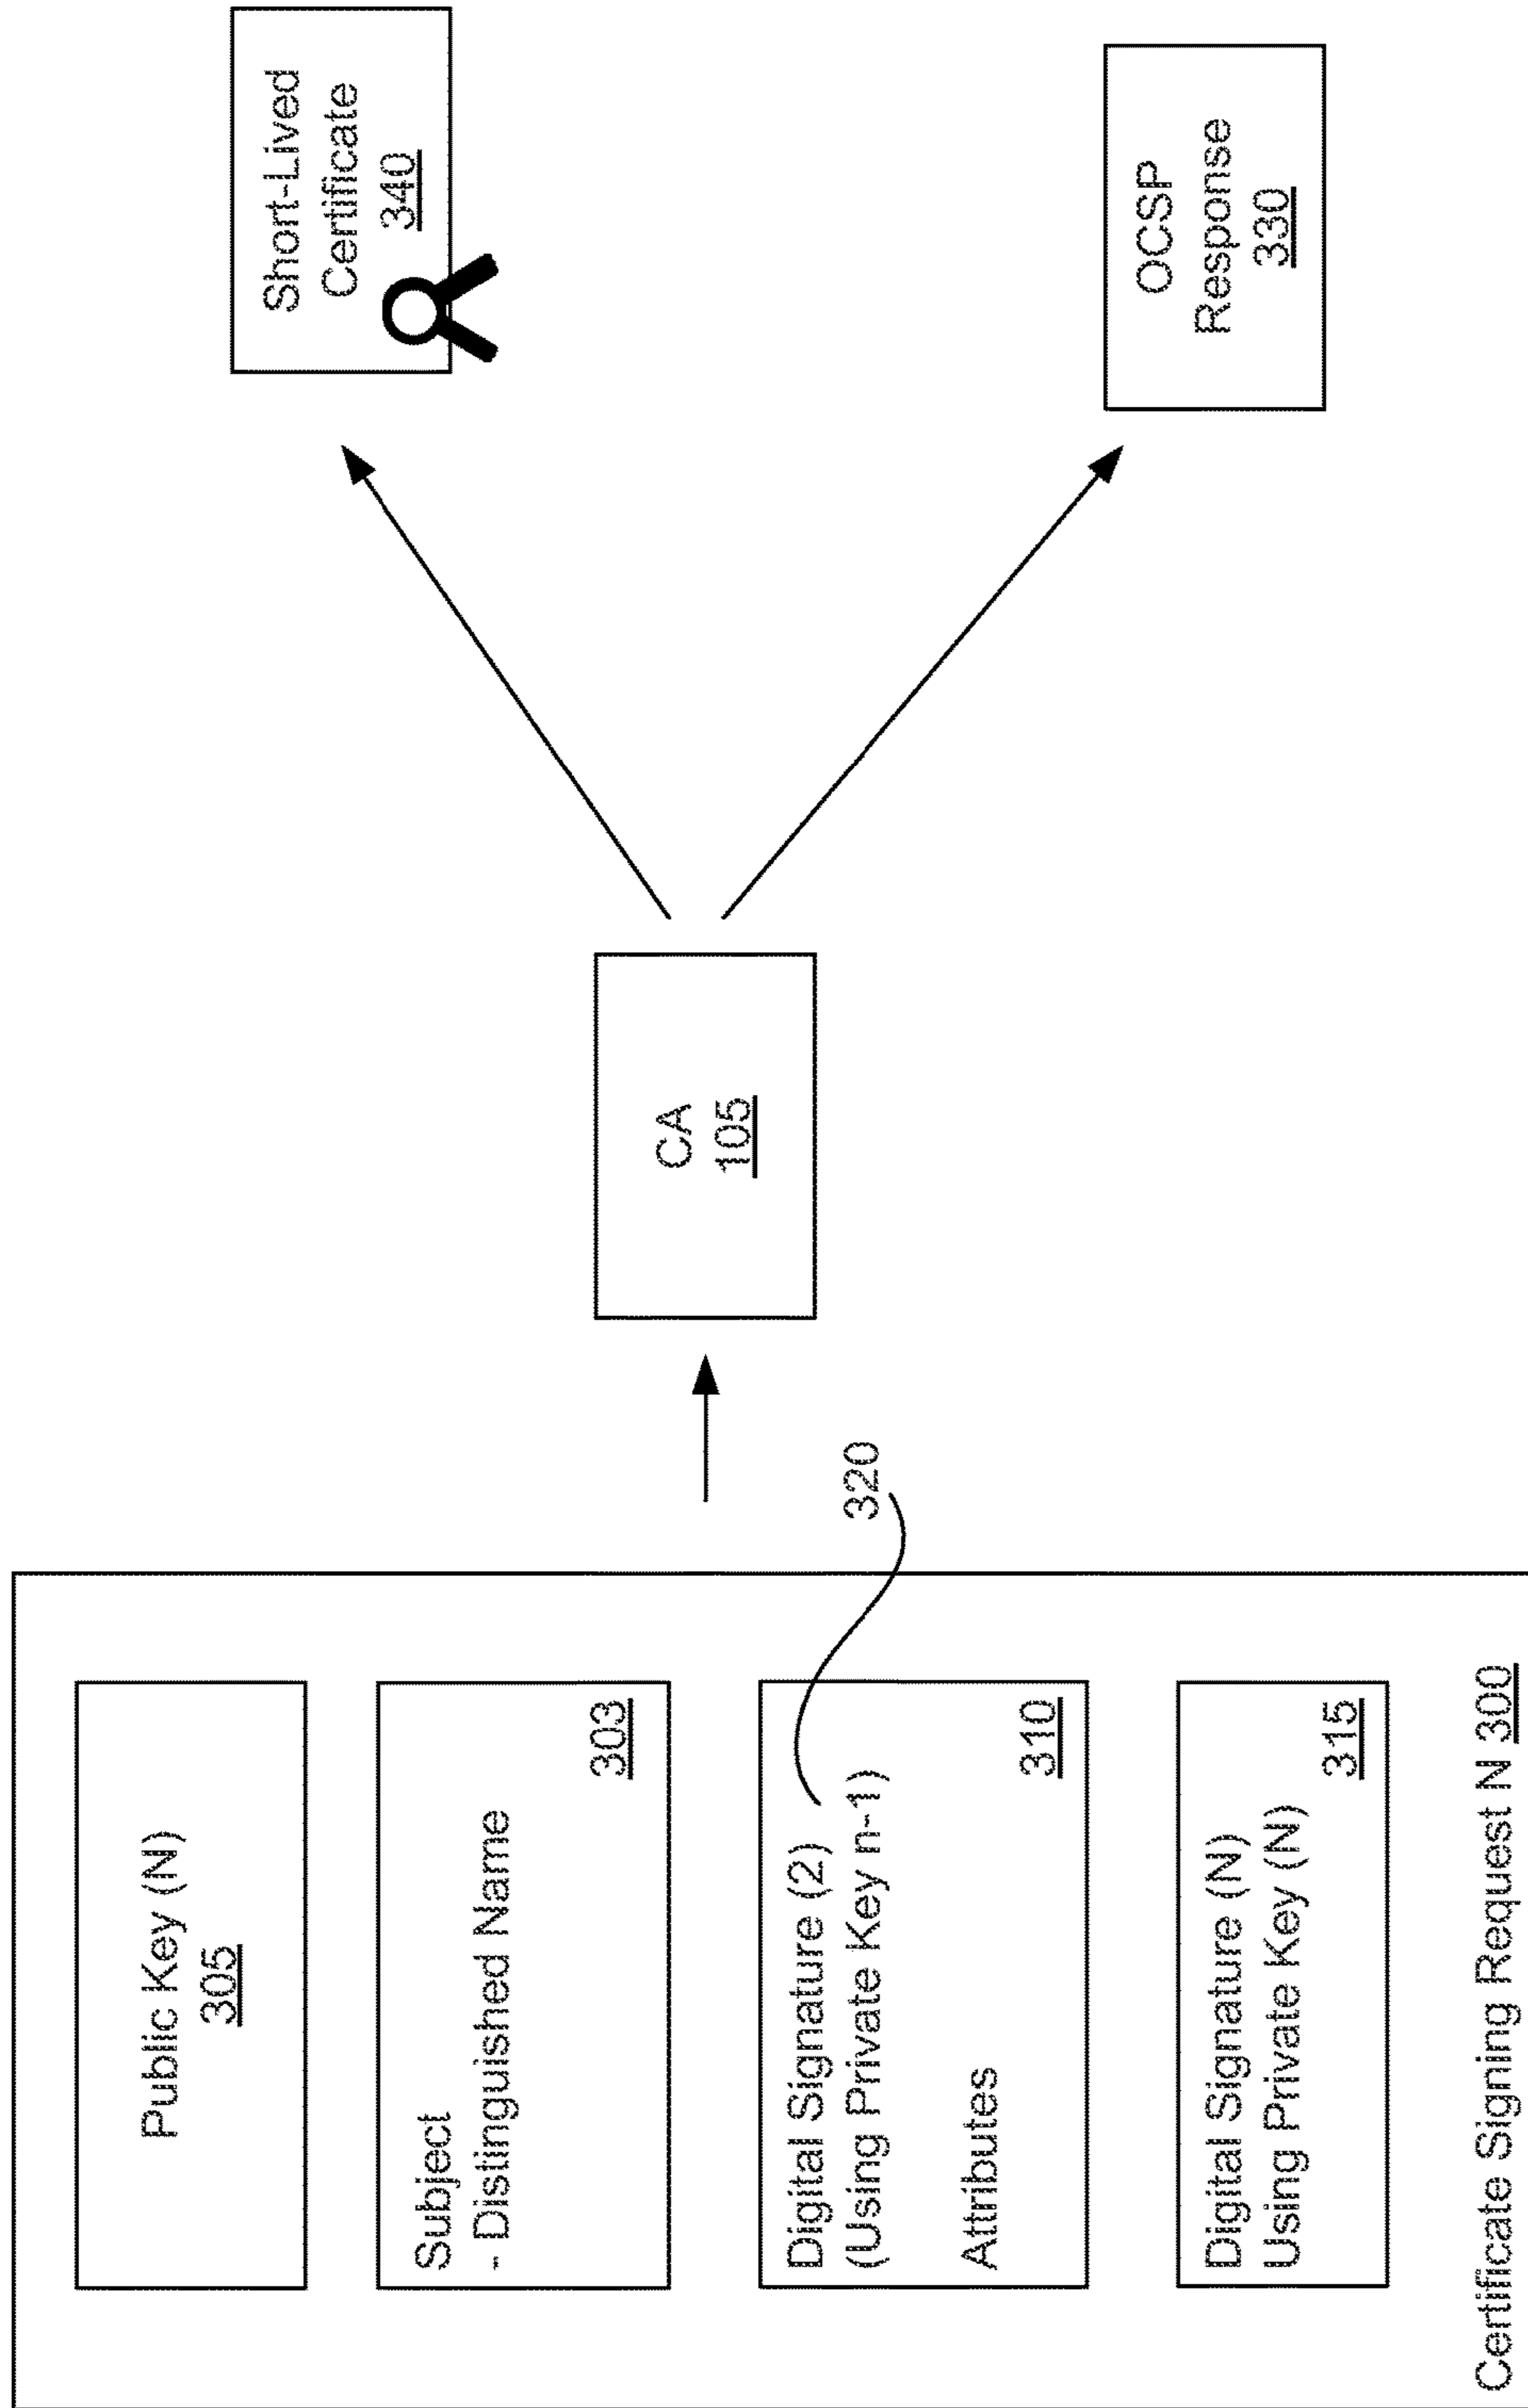 Public Key (N)
305
Subject
- Distinguished Name
303
Digital Signature (2)
(Using Private Key n-1)
Attributes
310
Digital Signature (N)
Using Private Key (N)
315
Certificate Signing Request N 300
320
CA
105
Short-Lived
Certificate
340
OCSP
Response
330